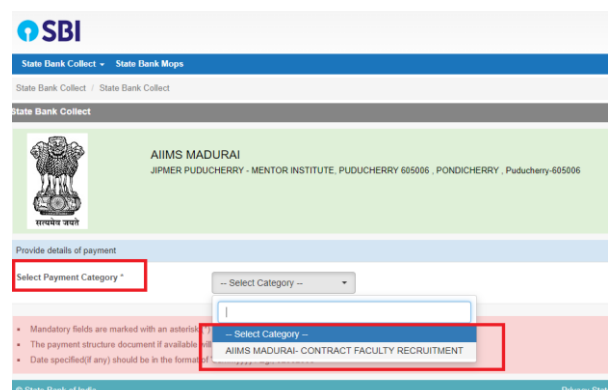 SBI
State Bank Collect State Bank Mops
State Bank Collect / State Bank Collect
State Bank Collect
AIIMS MADURAI
JIPMER PUDUCHERRY - MENTOR INSTITUTE, PUDUCHERRY 605006 , PONDICHERRY , Puducherry-605006
सत्यमेव जयते
Provide details of payment
Select Payment Category *
-- Select Category --
-- Select Category --
AIIMS MADURAI- CONTRACT FACULTY RECRUITMENT
Mandatory fields are marked with an asterisk
The payment structure document if available will
Date specified(if any) should be in the format of
© State Bank of India
Privacy